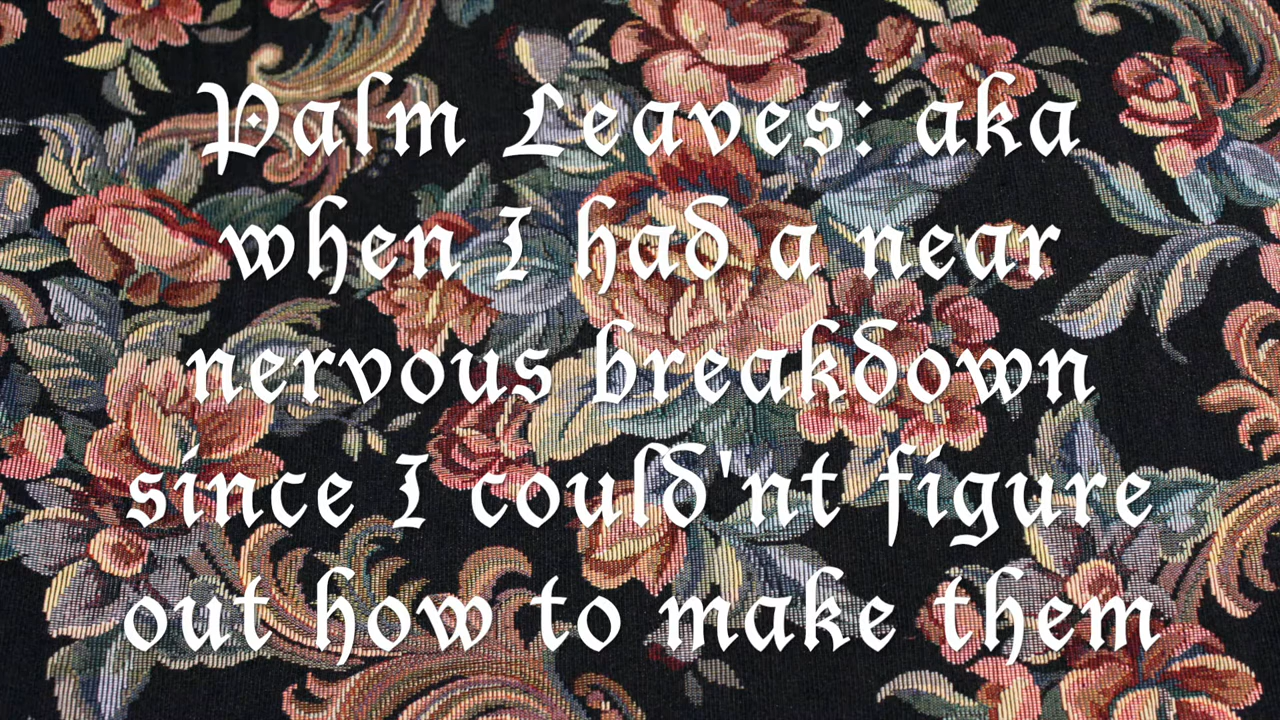 Palm Leaves: aka
when I had a near
nervous breakdown
since I could'nt figure
out how to make them